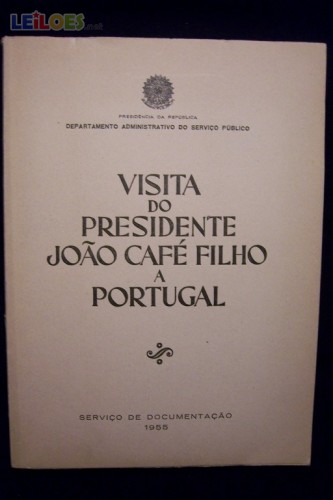 LEiLOES.net
PRESIDÊNCIA DA REPÚBLICA
DEPARTAMENTO ADMINISTRATIVO DO SERVIÇO PÚBLICO
VISITA
DO
PRESIDENTE
JOÃO CAFÉ FILHO
A
PORTUGAL
SERVIÇO DE DOCUMENTAÇÃO
1955